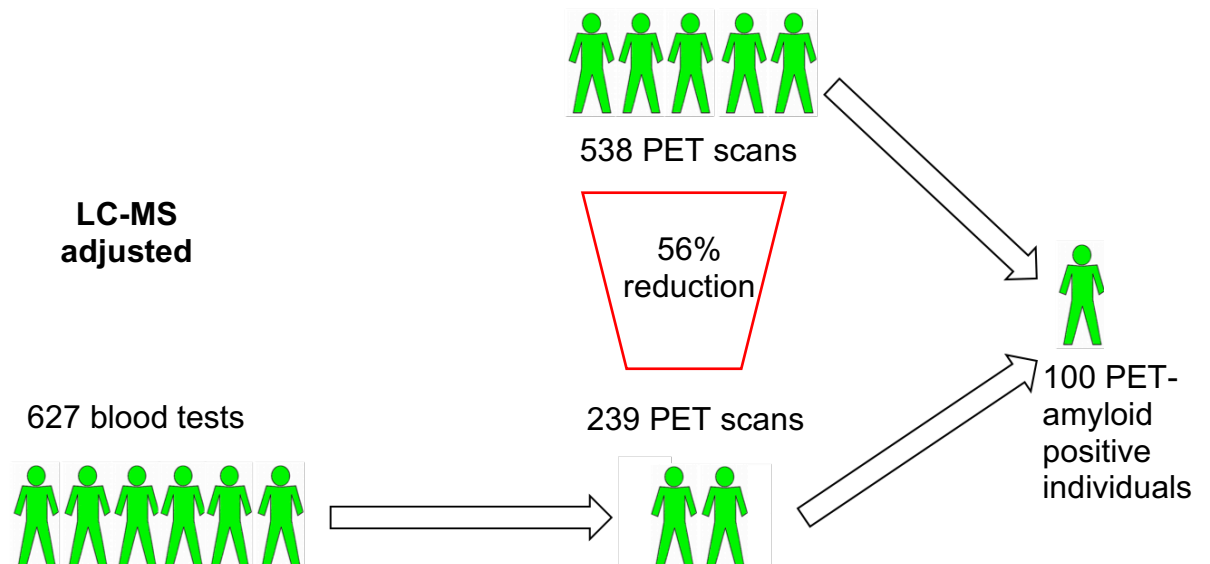 538 PET scans
LC-MS
adjusted
56%
reduction
627 blood tests
239 PET scans
100 PET-
amyloid
positive
individuals